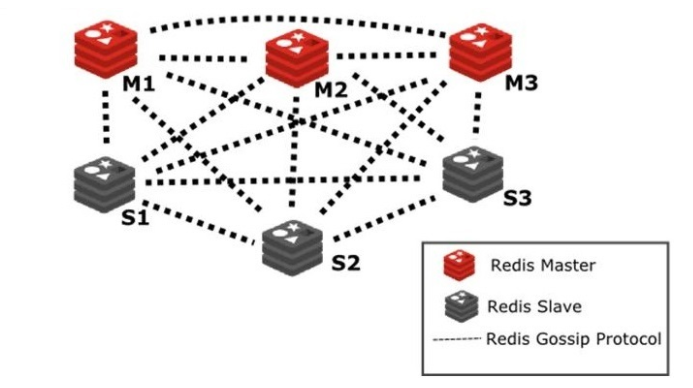 M1
M2
M3
S1
S2
S3
Redis Master
Redis Slave
Redis Gossip Protocol